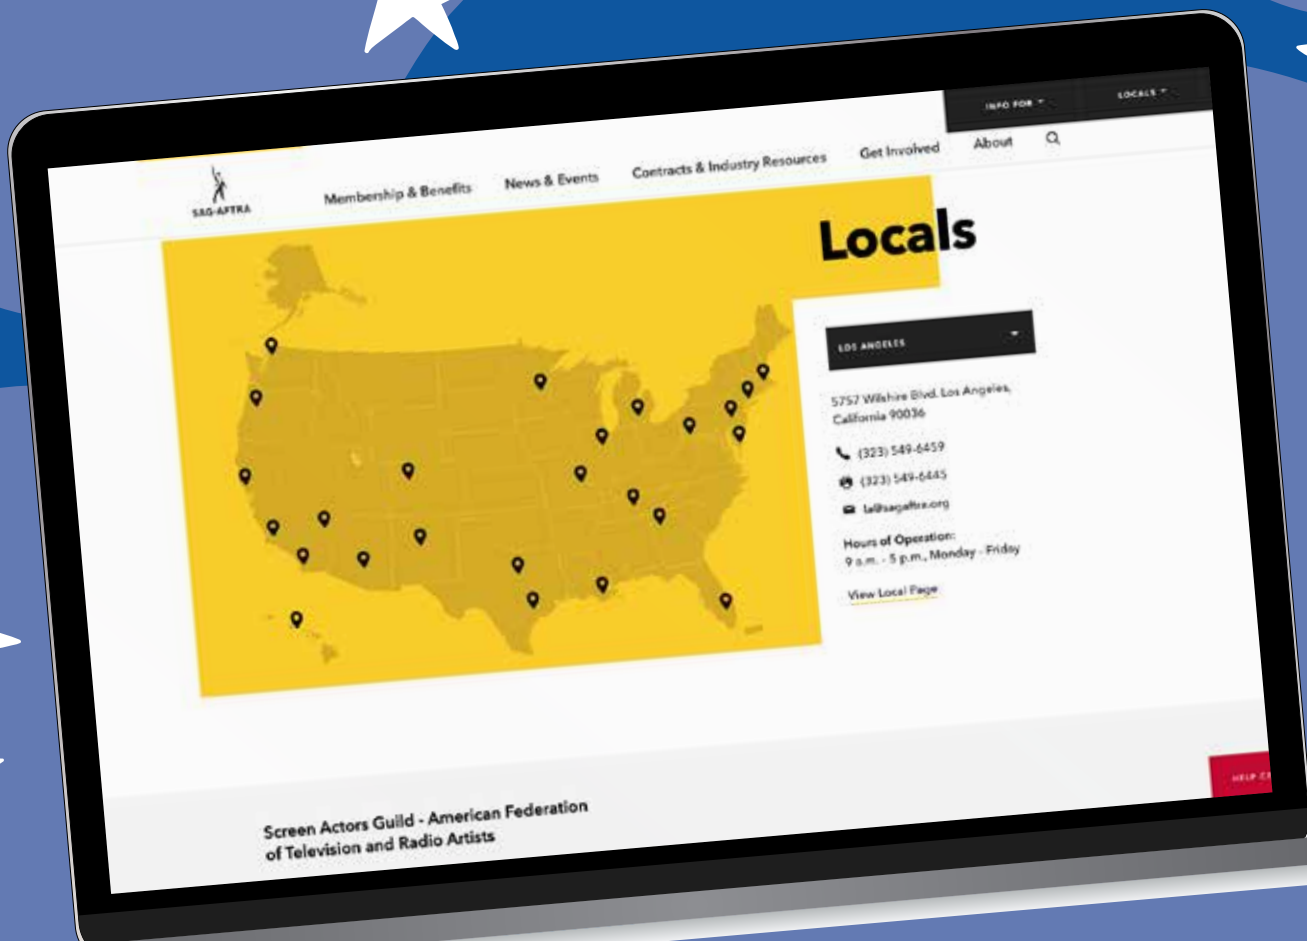 INFO FOR
LOCALS
SAG-AFTRA
Membership & Benefits
News & Events
Contracts & Industry Resources
Get Involved
About
Locals
LOS ANGELES
5757 Wilshire Blvd. Los Angeles,
California 90036
(323) 549-6459
(323) 549-6445
la@sagaftra.org
Hours of Operation:
9 a.m. - 5 p.m., Monday - Friday
View Local Page
HELP
Screen Actors Guild - American Federation
of Television and Radio Artists